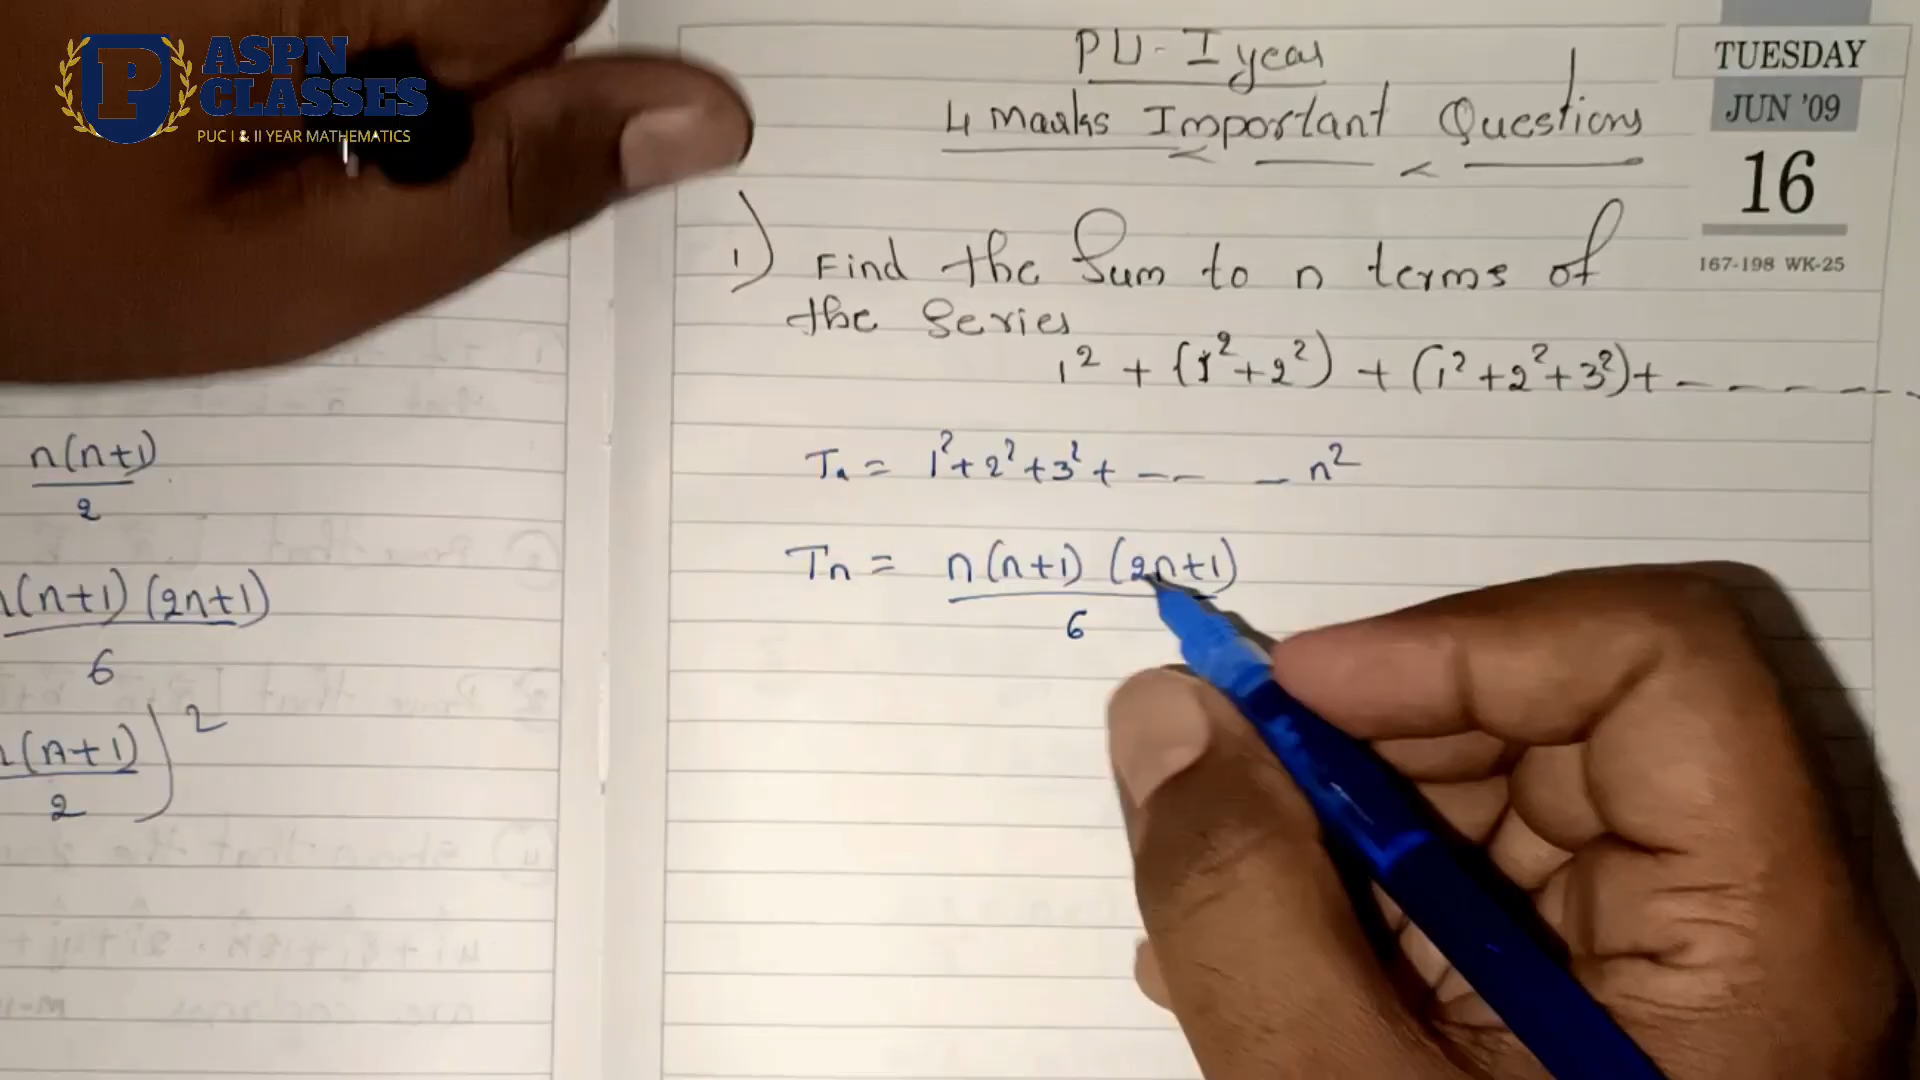 P ASPN
CLASSES
PUC I & II YEAR MATHEMATICS
n(n+1)
2
(n+1) (2n+1)
6
(n+1) 2
2
PU - I year
4 Marks Important Questions
TUESDAY
JUN '09
16
167-198 WK-25
1) Find the Sum to n terms of
the Series
1² + (1²+2²) + (1²+2²+3²)+ - - - - -
Tn = 1²+2²+3²+ - - - n²
Tn = n(n+1) (2n+1)
6